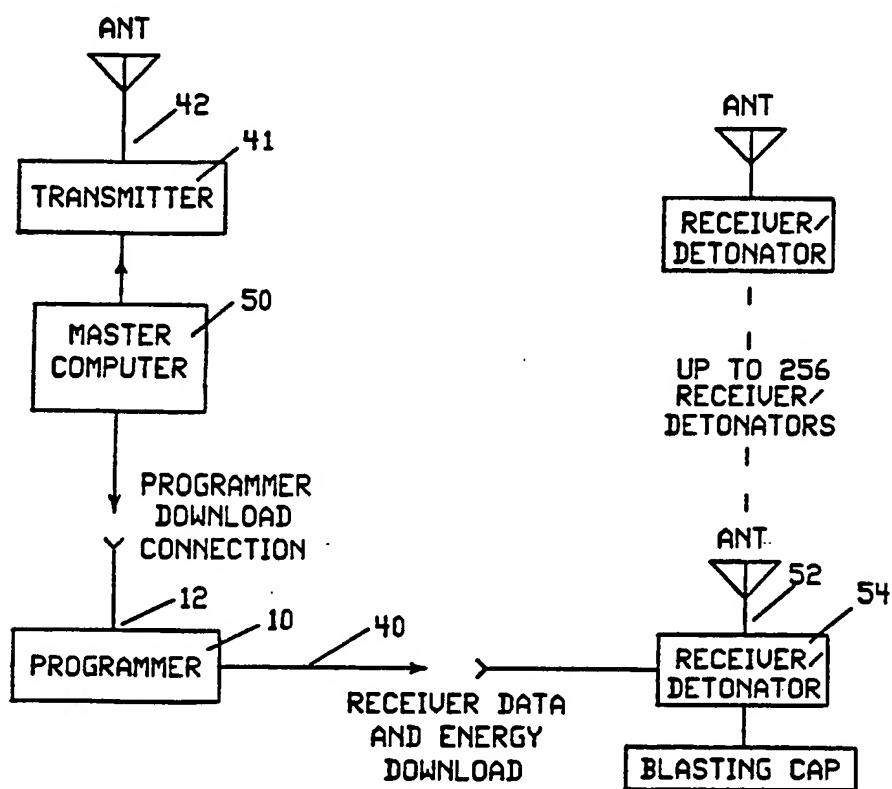 ANT
42
41
TRANSMITTER
50
MASTER
COMPUTER
PROGRAMMER
DOWNLOAD
CONNECTION
12
10
PROGRAMMER
40
RECEIVER DATA
AND ENERGY
DOWNLOAD
ANT
RECEIVER/
DETONATOR
UP TO 256
RECEIVER/
DETONATORS
ANT
52
54
RECEIVER/
DETONATOR
BLASTING CAP